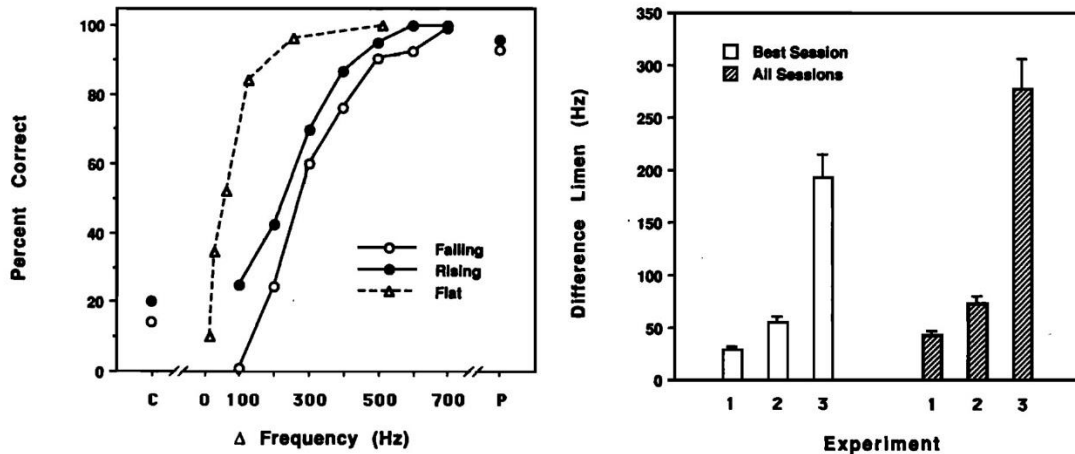 100
80
60
40
20
0
Percent Correct
Falling
Rising
Flat
C 0 100 300 500 700 P
Δ Frequency (Hz)
350
300
250
200
150
100
50
0
Difference Limen (Hz)
Best Session
All Sessions
1 2 3 1 2 3
Experiment